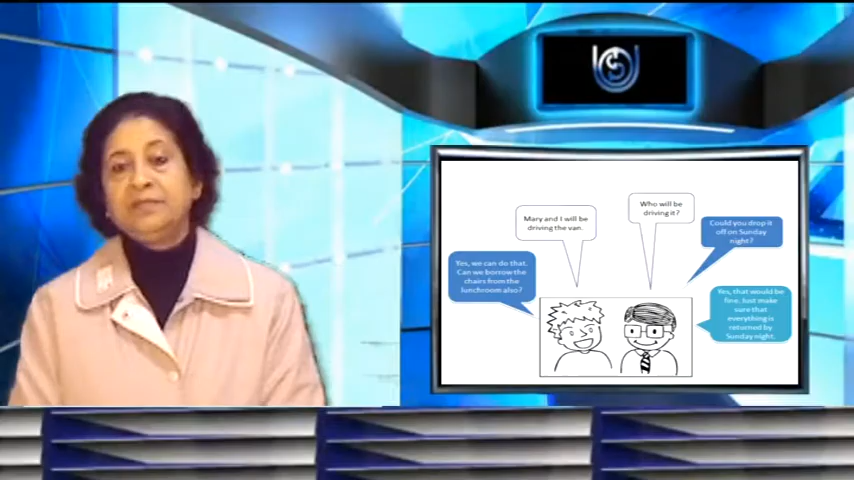 Who will be
driving it?
Mary and I will be
driving the van.
Could you drop it
off on Sunday
night?
Yes, we can do that.
Can we borrow the
chairs from the
lunchroom also?
Yes, that would be
fine. Just make
sure that
everything is
returned by
Sunday night.